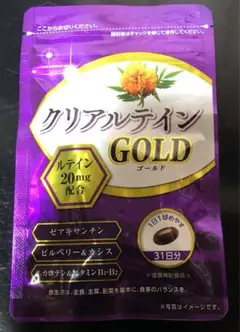 ここからお切りください。
クリアルテイン
GOLD
ゴールド
ルテイン
20mg
配合
ゼアキサンチン
ビルベリー&カシス
1日1球めやす
31日分
食生活は、主食、主菜、副菜を基本に、食事のバランスを。
※写真はイメージです。